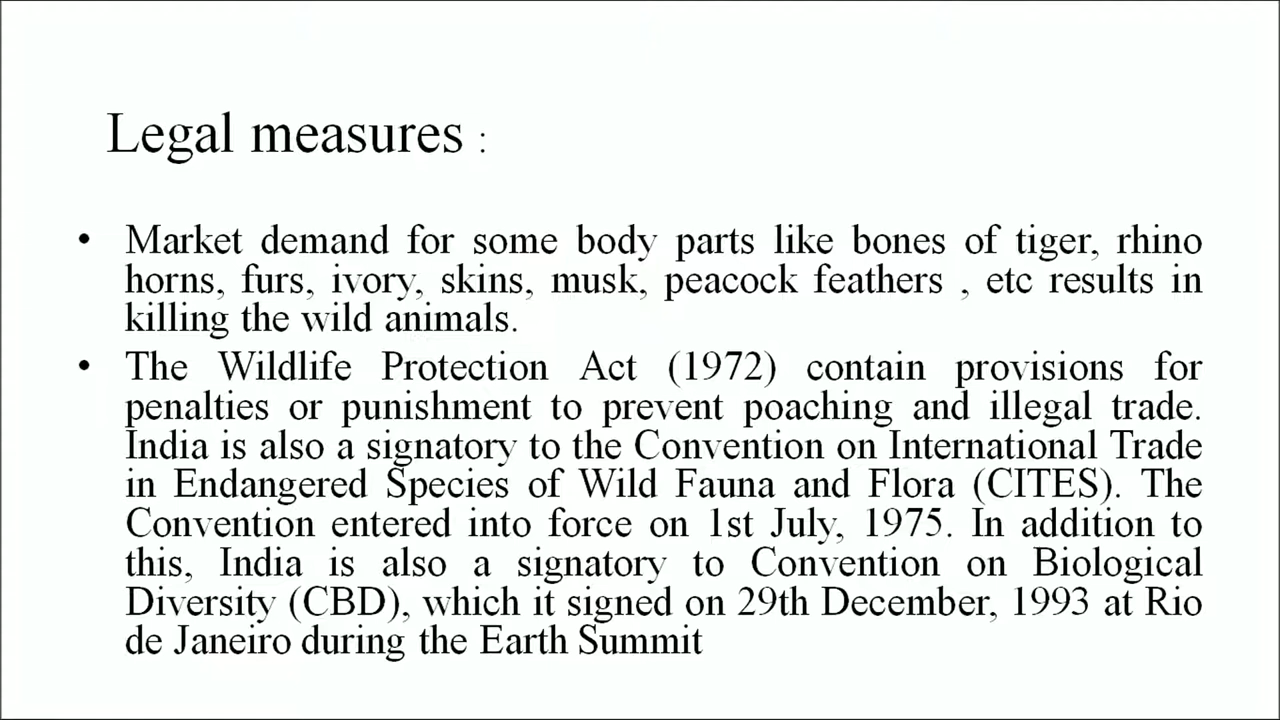 Legal measures :
• Market demand for some body parts like bones of tiger, rhino
horns, furs, ivory, skins, musk, peacock feathers , etc results in
killing the wild animals.
• The Wildlife Protection Act (1972) contain provisions for
penalties or punishment to prevent poaching and illegal trade.
India is also a signatory to the Convention on International Trade
in Endangered Species of Wild Fauna and Flora (CITES). The
Convention entered into force on 1st July, 1975. In addition to
this, India is also a signatory to Convention on Biological
Diversity (CBD), which it signed on 29th December, 1993 at Rio
de Janeiro during the Earth Summit